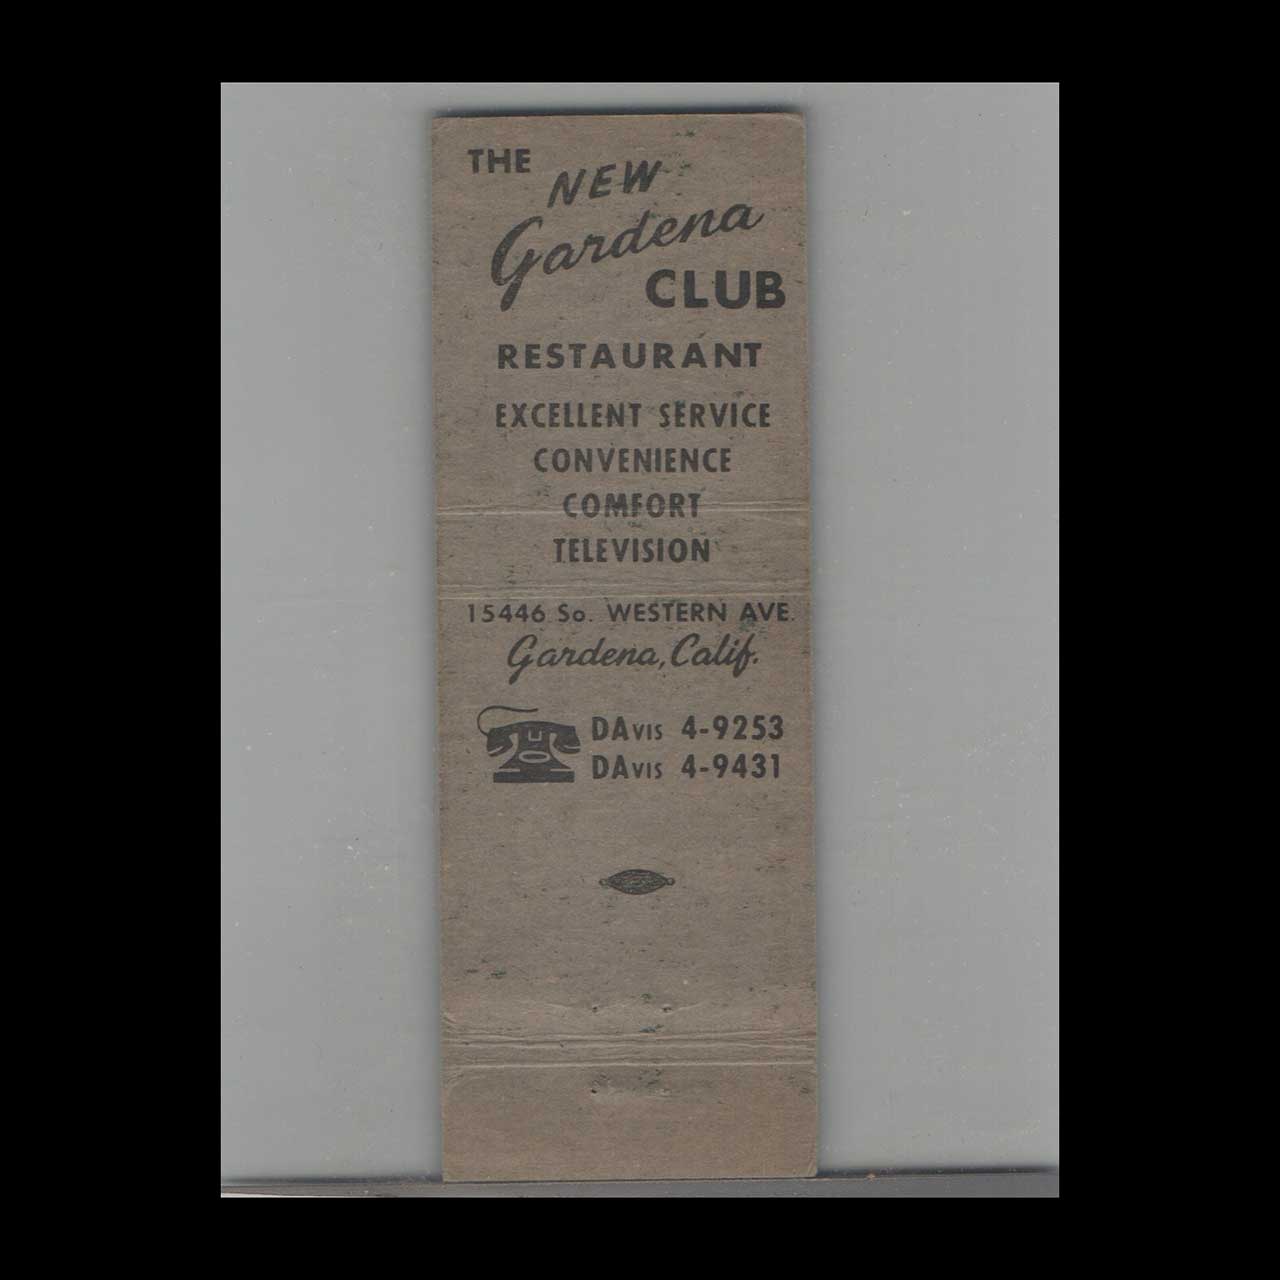 THE
NEW
Gardena
CLUB
RESTAURANT
EXCELLENT SERVICE
CONVENIENCE
COMFORT
TELEVISION
15446 So. WESTERN AVE.
Gardena, Calif.
DAVIS 4-9253
DAVIS 4-9431